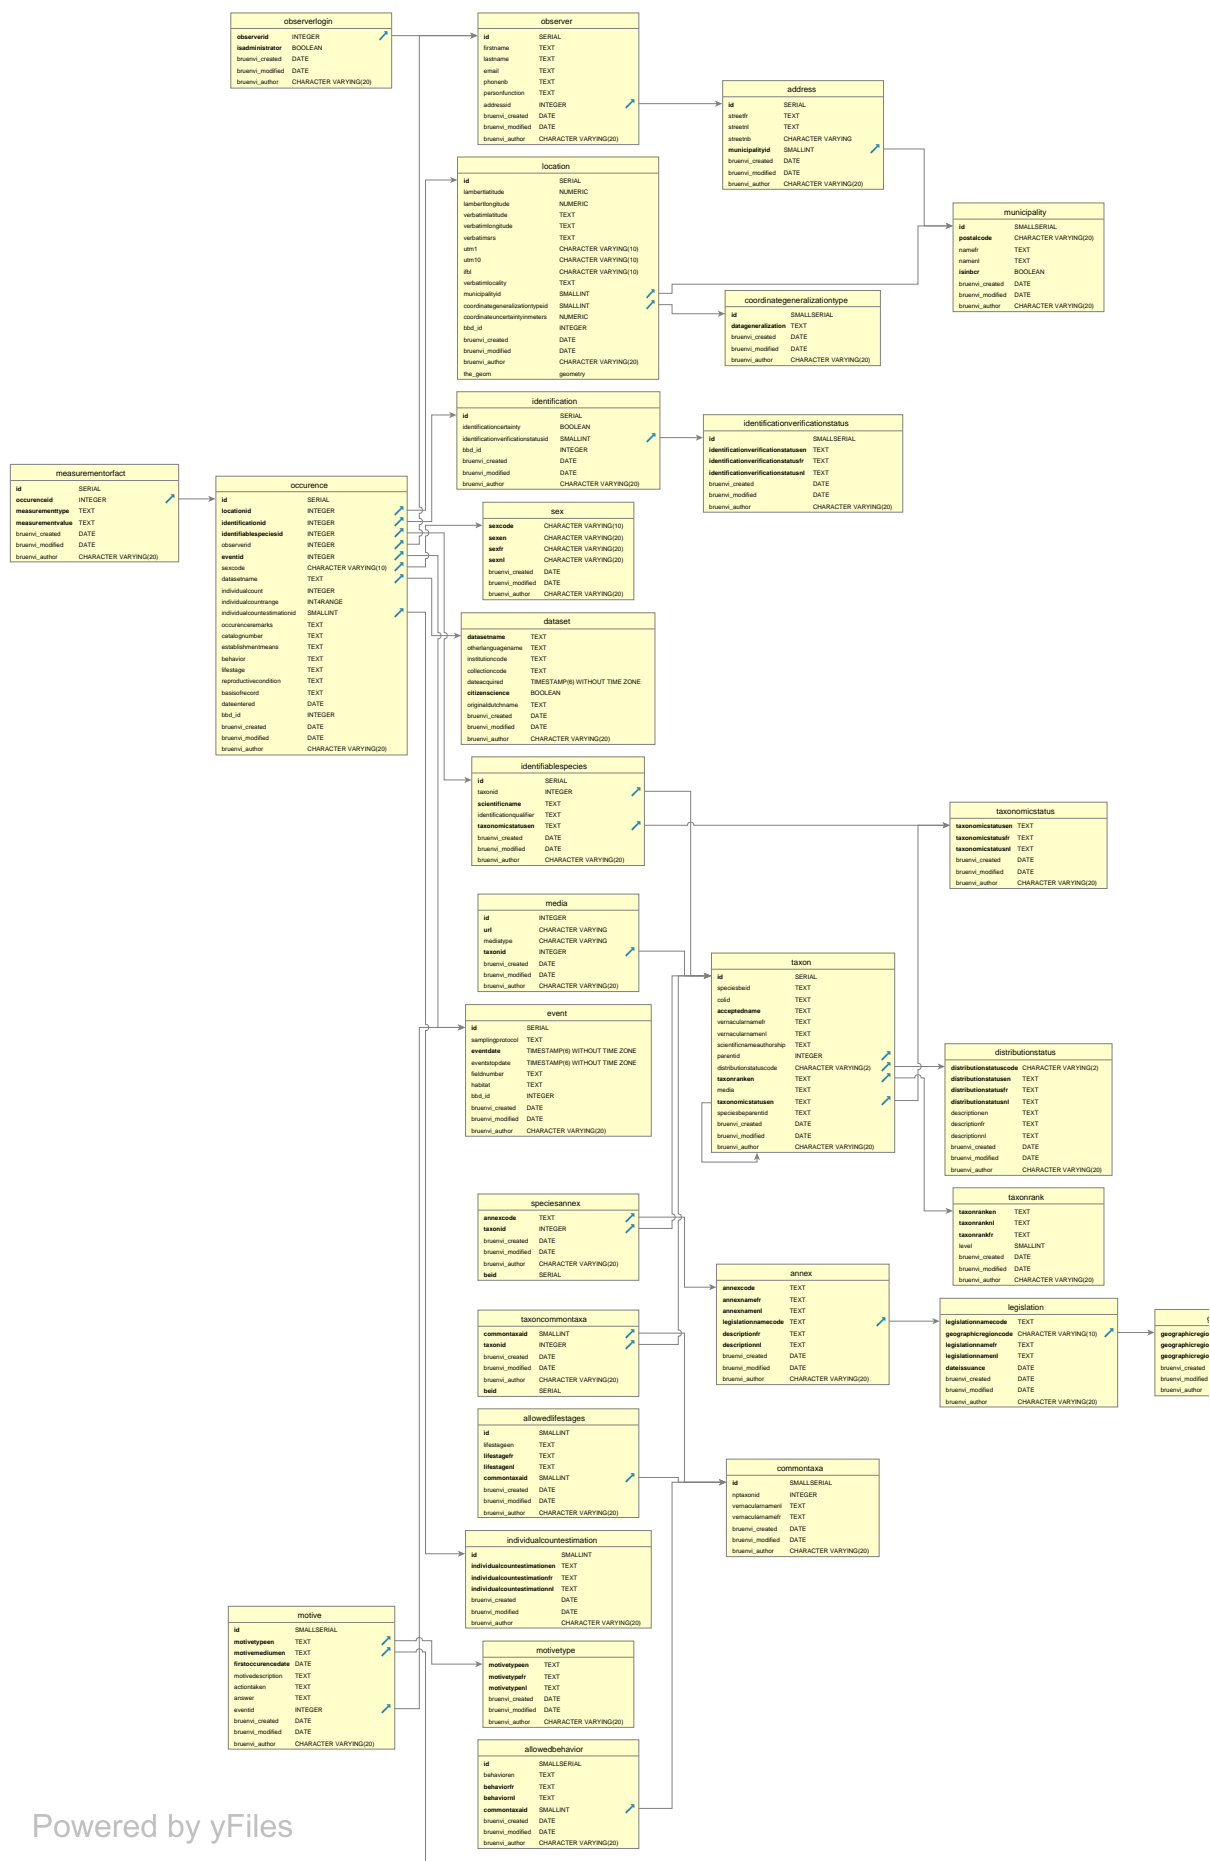 observerlogin
observerid INTEGER
isadministrator BOOLEAN
bruenvi_created DATE
bruenvi_modified DATE
bruenvi_author CHARACTER VARYING(20)
observer
id SERIAL
firstname TEXT
lastname TEXT
email TEXT
phonenb TEXT
personfunction TEXT
addressid INTEGER
bruenvi_created DATE
bruenvi_modified DATE
bruenvi_author CHARACTER VARYING(20)
address
id SERIAL
streetfr TEXT
streetnl TEXT
streetnb CHARACTER VARYING
municipalityid SMALLINT
bruenvi_created DATE
bruenvi_modified DATE
bruenvi_author CHARACTER VARYING(20)
location
id SERIAL
lambertlatitude NUMERIC
lambertlongitude NUMERIC
verbatimlatitude TEXT
verbatimlongitude TEXT
verbatimsrs TEXT
utm1 CHARACTER VARYING(10)
utm10 CHARACTER VARYING(10)
ifbl CHARACTER VARYING(10)
verbatimlocality TEXT
municipalityid SMALLINT
coordinategeneralizationtypeid SMALLINT
coordinateuncertaintyinmeters NUMERIC
bbd_id INTEGER
bruenvi_created DATE
bruenvi_modified DATE
bruenvi_author CHARACTER VARYING(20)
the_geom geometry
municipality
id SMALLSERIAL
postalcode CHARACTER VARYING(20)
namefr TEXT
namenl TEXT
isinbcr BOOLEAN
bruenvi_created DATE
bruenvi_modified DATE
bruenvi_author CHARACTER VARYING(20)
coordinategeneralizationtype
id SMALLSERIAL
datageneralization TEXT
bruenvi_created DATE
bruenvi_modified DATE
bruenvi_author CHARACTER VARYING(20)
identification
id SERIAL
identificationcertainty BOOLEAN
identificationverificationstatusid SMALLINT
bbd_id INTEGER
bruenvi_created DATE
bruenvi_modified DATE
bruenvi_author CHARACTER VARYING(20)
identificationverificationstatus
id SMALLSERIAL
identificationverificationstatusen TEXT
identificationverificationstatusfr TEXT
identificationverificationstatusnl TEXT
bruenvi_created DATE
bruenvi_modified DATE
bruenvi_author CHARACTER VARYING(20)
measurementorfact
id SERIAL
occurenceid INTEGER
measurementtype TEXT
measurementvalue TEXT
bruenvi_created DATE
bruenvi_modified DATE
bruenvi_author CHARACTER VARYING(20)
occurence
id SERIAL
locationid INTEGER
identificationid INTEGER
identifiablespeciesid INTEGER
observerid INTEGER
eventid INTEGER
sexcode CHARACTER VARYING(10)
datasetname TEXT
individualcount INTEGER
individualcountrange INT4RANGE
individualcountestimationid SMALLINT
occurenceremarks TEXT
catalognumber TEXT
establishmentmeans TEXT
behavior TEXT
lifestage TEXT
reproductivecondition TEXT
basisofrecord TEXT
dateentered DATE
bbd_id INTEGER
bruenvi_created DATE
bruenvi_modified DATE
bruenvi_author CHARACTER VARYING(20)
sex
sexcode CHARACTER VARYING(10)
sexen CHARACTER VARYING(20)
sexfr CHARACTER VARYING(20)
sexnl CHARACTER VARYING(20)
bruenvi_created DATE
bruenvi_modified DATE
bruenvi_author CHARACTER VARYING(20)
dataset
datasetname TEXT
otherlanguagename TEXT
institutioncode TEXT
collectioncode TEXT
dateacquired TIMESTAMP(6) WITHOUT TIME ZONE
citizenscience BOOLEAN
originaldutchname TEXT
bruenvi_created DATE
bruenvi_modified DATE
bruenvi_author CHARACTER VARYING(20)
identifiablespecies
id SERIAL
taxonid INTEGER
scientificname TEXT
identificationqualifier TEXT
taxonomicstatusen TEXT
bruenvi_created DATE
bruenvi_modified DATE
bruenvi_author CHARACTER VARYING(20)
taxonomicstatus
taxonomicstatusen TEXT
taxonomicstatusfr TEXT
taxonomicstatusnl TEXT
bruenvi_created DATE
bruenvi_modified DATE
bruenvi_author CHARACTER VARYING(20)
media
id INTEGER
url CHARACTER VARYING
mediatype CHARACTER VARYING
taxonid INTEGER
bruenvi_created DATE
bruenvi_modified DATE
bruenvi_author CHARACTER VARYING(20)
taxon
id SERIAL
speciesbeid TEXT
colid TEXT
acceptedname TEXT
vernacularnamefr TEXT
vernacularnamenl TEXT
scientificnameauthorship TEXT
parentid INTEGER
distributionstatuscode CHARACTER VARYING(2)
taxonranken TEXT
media TEXT
taxonomicstatusen TEXT
speciesbeparentid TEXT
bruenvi_created DATE
bruenvi_modified DATE
bruenvi_author CHARACTER VARYING(20)
event
id SERIAL
samplingprotocol TEXT
eventdate TIMESTAMP(6) WITHOUT TIME ZONE
eventstopdate TIMESTAMP(6) WITHOUT TIME ZONE
fieldnumber TEXT
habitat TEXT
bbd_id INTEGER
bruenvi_created DATE
bruenvi_modified DATE
bruenvi_author CHARACTER VARYING(20)
distributionstatus
distributionstatuscode CHARACTER VARYING(2)
distributionstatusen TEXT
distributionstatusfr TEXT
distributionstatusnl TEXT
descriptionen TEXT
descriptionfr TEXT
descriptionnl TEXT
bruenvi_created DATE
bruenvi_modified DATE
bruenvi_author CHARACTER VARYING(20)
taxonrank
taxonranken TEXT
taxonranknl TEXT
taxonrankfr TEXT
level SMALLINT
bruenvi_created DATE
bruenvi_modified DATE
bruenvi_author CHARACTER VARYING(20)
speciesannex
annexcode TEXT
taxonid INTEGER
bruenvi_created DATE
bruenvi_modified DATE
bruenvi_author CHARACTER VARYING(20)
beid SERIAL
annex
annexcode TEXT
annexnamefr TEXT
annexnamenl TEXT
legislationnamecode TEXT
descriptionfr TEXT
descriptionnl TEXT
bruenvi_created DATE
bruenvi_modified DATE
bruenvi_author CHARACTER VARYING(20)
legislation
legislationnamecode TEXT
geographicregioncode CHARACTER VARYING(10)
legislationnamefr TEXT
legislationnamenl TEXT
dateissuance DATE
bruenvi_created DATE
bruenvi_modified DATE
bruenvi_author CHARACTER VARYING(20)
g
geographicregio
geographicregio
geographicregio
bruenvi_created
bruenvi_modified
bruenvi_author
taxoncommontaxa
commontaxaid SMALLINT
taxonid INTEGER
bruenvi_created DATE
bruenvi_modified DATE
bruenvi_author CHARACTER VARYING(20)
beid SERIAL
allowedlifestages
id SMALLINT
lifestageen TEXT
lifestagefr TEXT
lifestagenl TEXT
commontaxaid SMALLINT
bruenvi_created DATE
bruenvi_modified DATE
bruenvi_author CHARACTER VARYING(20)
commontaxa
id SMALLSERIAL
nptaxonid INTEGER
vernacularnamenl TEXT
vernacularnamefr TEXT
bruenvi_created DATE
bruenvi_modified DATE
bruenvi_author CHARACTER VARYING(20)
individualcountestimation
id SMALLINT
individualcountestimationen TEXT
individualcountestimationfr TEXT
individualcountestimationnl TEXT
bruenvi_created DATE
bruenvi_modified DATE
bruenvi_author CHARACTER VARYING(20)
motive
id SMALLSERIAL
motivetypeen TEXT
motivemediumen TEXT
firstoccurencedate DATE
motivedescription TEXT
actiontaken TEXT
answer TEXT
eventid INTEGER
bruenvi_created DATE
bruenvi_modified DATE
bruenvi_author CHARACTER VARYING(20)
motivetype
motivetypeen TEXT
motivetypefr TEXT
motivetypenl TEXT
bruenvi_created DATE
bruenvi_modified DATE
bruenvi_author CHARACTER VARYING(20)
allowedbehavior
id SMALLSERIAL
behavioren TEXT
behaviorfr TEXT
behaviornl TEXT
commontaxaid SMALLINT
bruenvi_created DATE
bruenvi_modified DATE
bruenvi_author CHARACTER VARYING(20)
Powered by yFiles